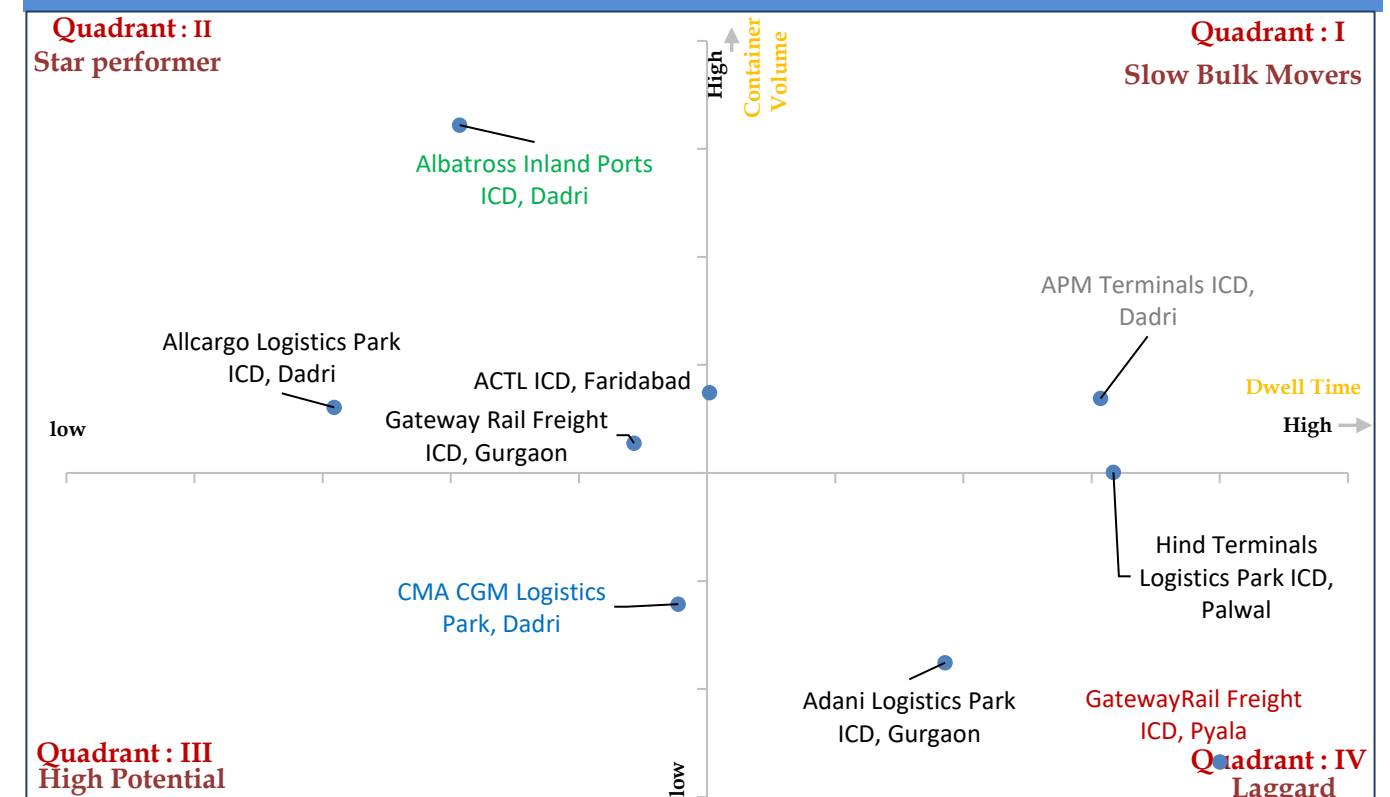 Quadrant : II
Star performer
High
Container
Volume
Quadrant : I
Slow Bulk Movers
Albatross Inland Ports
ICD, Dadri
APM Terminals ICD,
Dadri
Allcargo Logistics Park
ICD, Dadri
ACTL ICD, Faridabad
Gateway Rail Freight
ICD, Gurgaon
Dwell Time
High
low
Hind Terminals
Logistics Park ICD,
Palwal
CMA CGM Logistics
Park, Dadri
Adani Logistics Park
ICD, Gurgaon
GatewayRail Freight
ICD, Pyala
Quadrant : III
High Potential
low
Quadrant : IV
Laggard